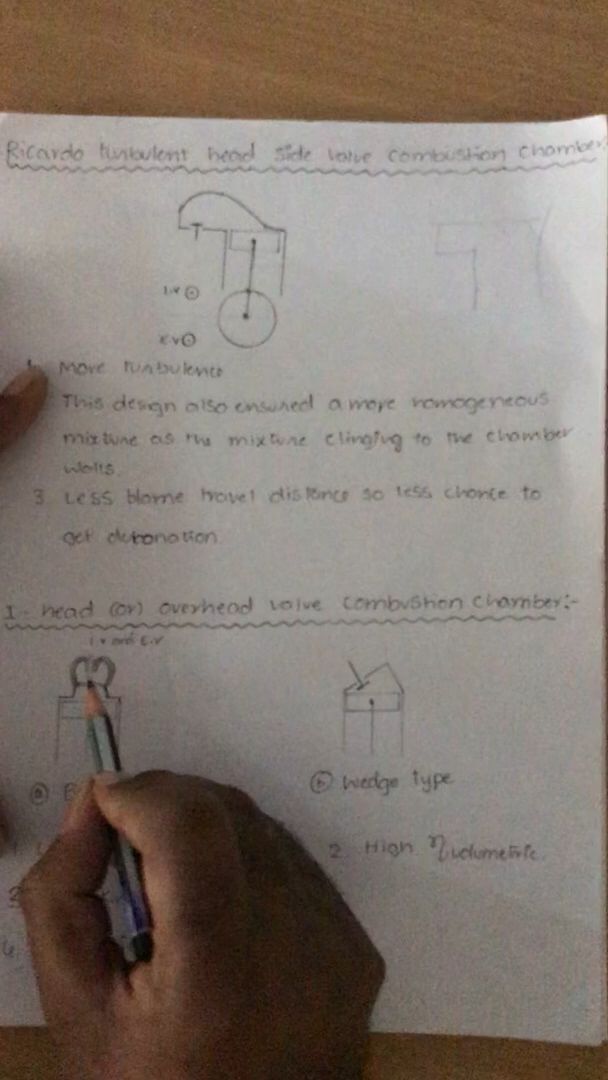 Ricardo turbulent head side valve combustion chamber
I.V
E.V
1. More turbulence
This design also ensured a more homogeneous
mixture as the mixture clinging to the chamber
walls.
3 Less blame travel distance so less chance to
get detonation
I - head (or) overhead valve combustion chamber:-
I.V and E.V
a
b Wedge type
2. High η volumetric.